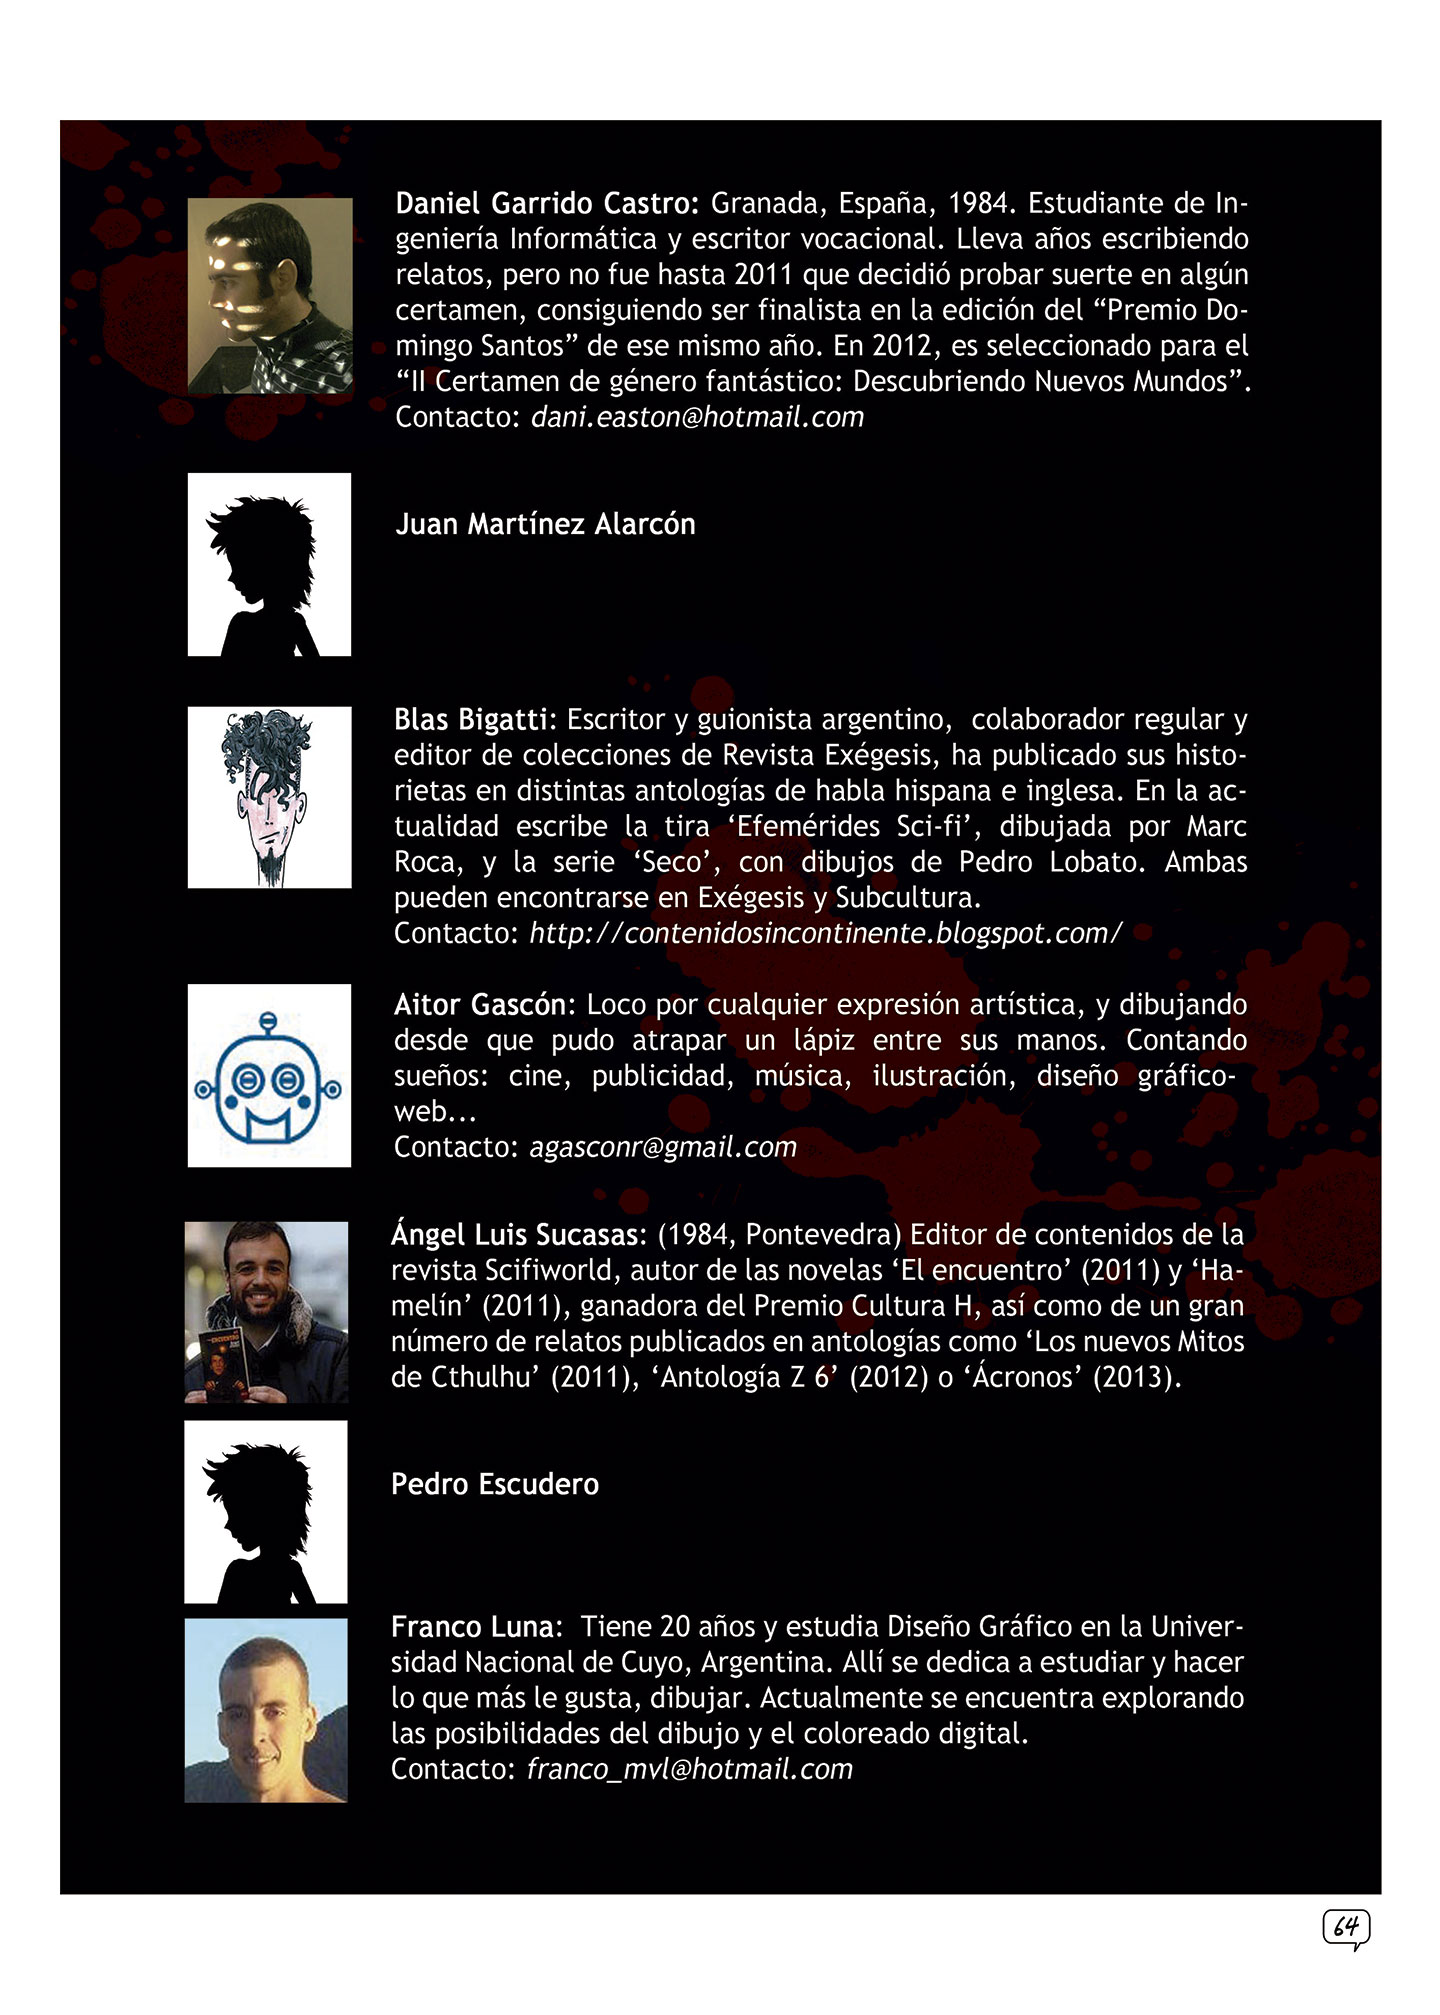 Daniel Garrido Castro: Granada, España, 1984. Estudiante de In-
geniería Informática y escritor vocacional. Lleva años escribiendo
relatos, pero no fue hasta 2011 que decidió probar suerte en algún
certamen, consiguiendo ser finalista en la edición del “Premio Do-
mingo Santos” de ese mismo año. En 2012, es seleccionado para el
“II Certamen de género fantástico: Descubriendo Nuevos Mundos”.
Contacto: dani.easton@hotmail.com
Juan Martínez Alarcón
Blas Bigatti: Escritor y guionista argentino, colaborador regular y
editor de colecciones de Revista Exégesis, ha publicado sus histo-
rietas en distintas antologías de habla hispana e inglesa. En la ac-
tualidad escribe la tira ‘Efemérides Sci-fi’, dibujada por Marc
Roca, y la serie ‘Seco’, con dibujos de Pedro Lobato. Ambas
pueden encontrarse en Exégesis y Subcultura.
Contacto: http://contenidosincontinente.blogspot.com/
Aitor Gascón: Loco por cualquier expresión artística, y dibujando
desde que pudo atrapar un lápiz entre sus manos. Contando
sueños: cine, publicidad, música, ilustración, diseño gráfico-
web...
Contacto: agasconr@gmail.com
Ángel Luis Sucasas: (1984, Pontevedra) Editor de contenidos de la
revista Scifiworld, autor de las novelas ‘El encuentro’ (2011) y ‘Ha-
melín’ (2011), ganadora del Premio Cultura H, así como de un gran
número de relatos publicados en antologías como ‘Los nuevos Mitos
de Cthulhu’ (2011), ‘Antología Z 6’ (2012) o ‘Ácronos’ (2013).
Pedro Escudero
Franco Luna: Tiene 20 años y estudia Diseño Gráfico en la Univer-
sidad Nacional de Cuyo, Argentina. Allí se dedica a estudiar y hacer
lo que más le gusta, dibujar. Actualmente se encuentra explorando
las posibilidades del dibujo y el coloreado digital.
Contacto: franco_mvl@hotmail.com
64